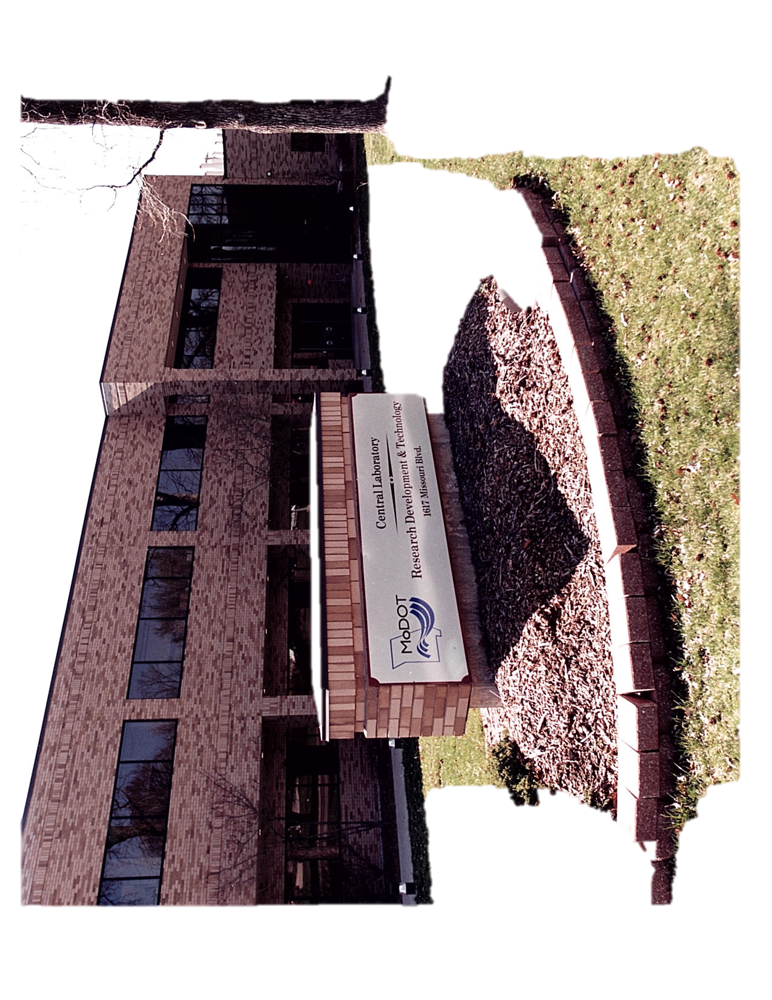 MoDOT
Central Laboratory
Research Development & Technology
1617 Missouri Blvd.